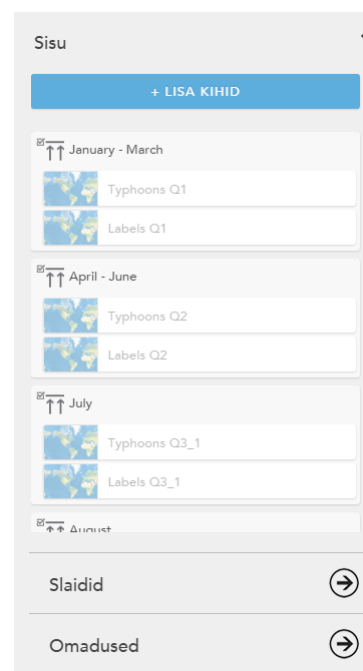 Sisu
+ LISA KIHID
January - March
Typhoons Q1
Labels Q1
April - June
Typhoons Q2
Labels Q2
July
Typhoons Q3_1
Labels Q3_1
August
Slaidid
Omadused